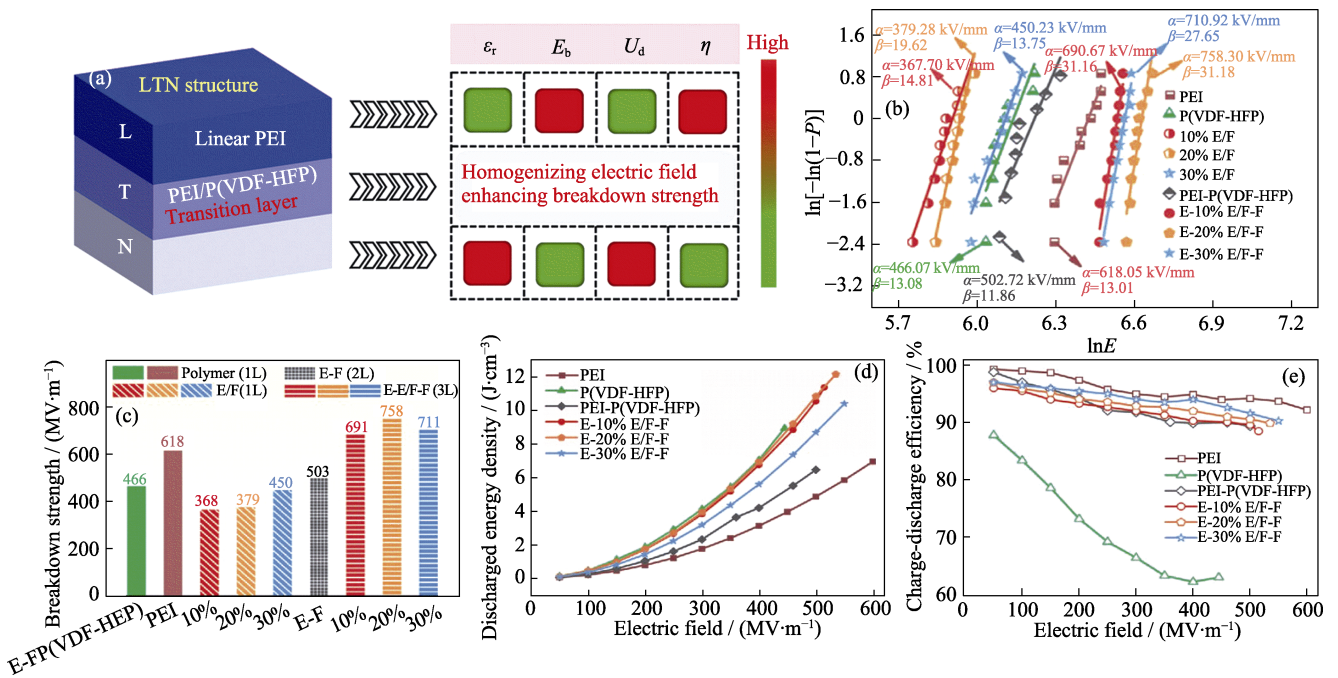 (a)
LTN structure
L
Linear PEI
T
PEI/P(VDF-HFP)
Transition layer
N
εr Eb Ud η
Homogenizing electric field
enhancing breakdown strength
High
Low
(b)
α=379.28 kV/mm
β=19.62
α=367.70 kV/mm
β=14.81
α=450.23 kV/mm
β=13.75
α=690.67 kV/mm
β=31.16
α=710.92 kV/mm
β=27.65
α=758.30 kV/mm
β=31.18
PEI
P(VDF-HFP)
10% E/F
20% E/F
30% E/F
PEI-P(VDF-HFP)
E-10% E/F-F
E-20% E/F-F
E-30% E/F-F
α=466.07 kV/mm
β=13.08
α=502.72 kV/mm
β=11.86
α=618.05 kV/mm
β=13.01
ln[−ln(1−P)]
1.6
0.8
0
−0.8
−1.6
−2.4
−3.2
5.7 6.0 6.3 6.6 6.9 7.2
lnE
(c)
Polymer (1L)
E-F (2L)
E/F(1L)
E-E/F-F (3L)
Breakdown strength / (MV·m−1)
800
600
400
200
0
466
618
368
379
450
503
691
758
711
E-FP(VDF-HEP) PEI 10% 20% 30% E-F 10% 20% 30%
(d)
PEI
P(VDF-HFP)
PEI-P(VDF-HFP)
E-10% E/F-F
E-20% E/F-F
E-30% E/F-F
Discharged energy density / (J·cm−3)
12
10
8
6
4
2
0
0 100 200 300 400 500 600
Electric field / (MV·m−1)
(e)
PEI
P(VDF-HFP)
PEI-P(VDF-HFP)
E-10% E/F-F
E-20% E/F-F
E-30% E/F-F
Charge-discharge efficiency / %
100
90
80
70
60
0 100 200 300 400 500 600
Electric field / (MV·m−1)